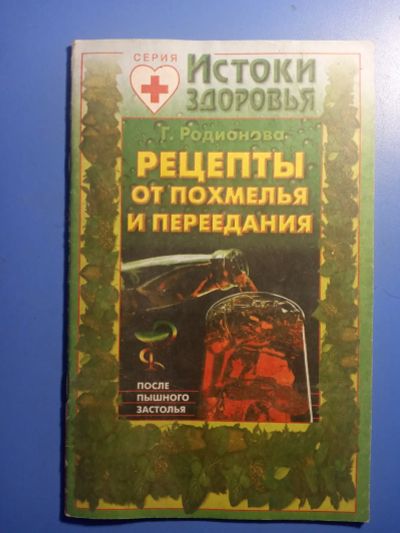 СЕРИЯ
ИСТОКИ
ЗДОРОВЬЯ
Г. Родионова
РЕЦЕПТЫ
ОТ ПОХМЕЛЬЯ
И ПЕРЕЕДАНИЯ
ПОСЛЕ
ПЫШНОГО
ЗАСТОЛЬЯ